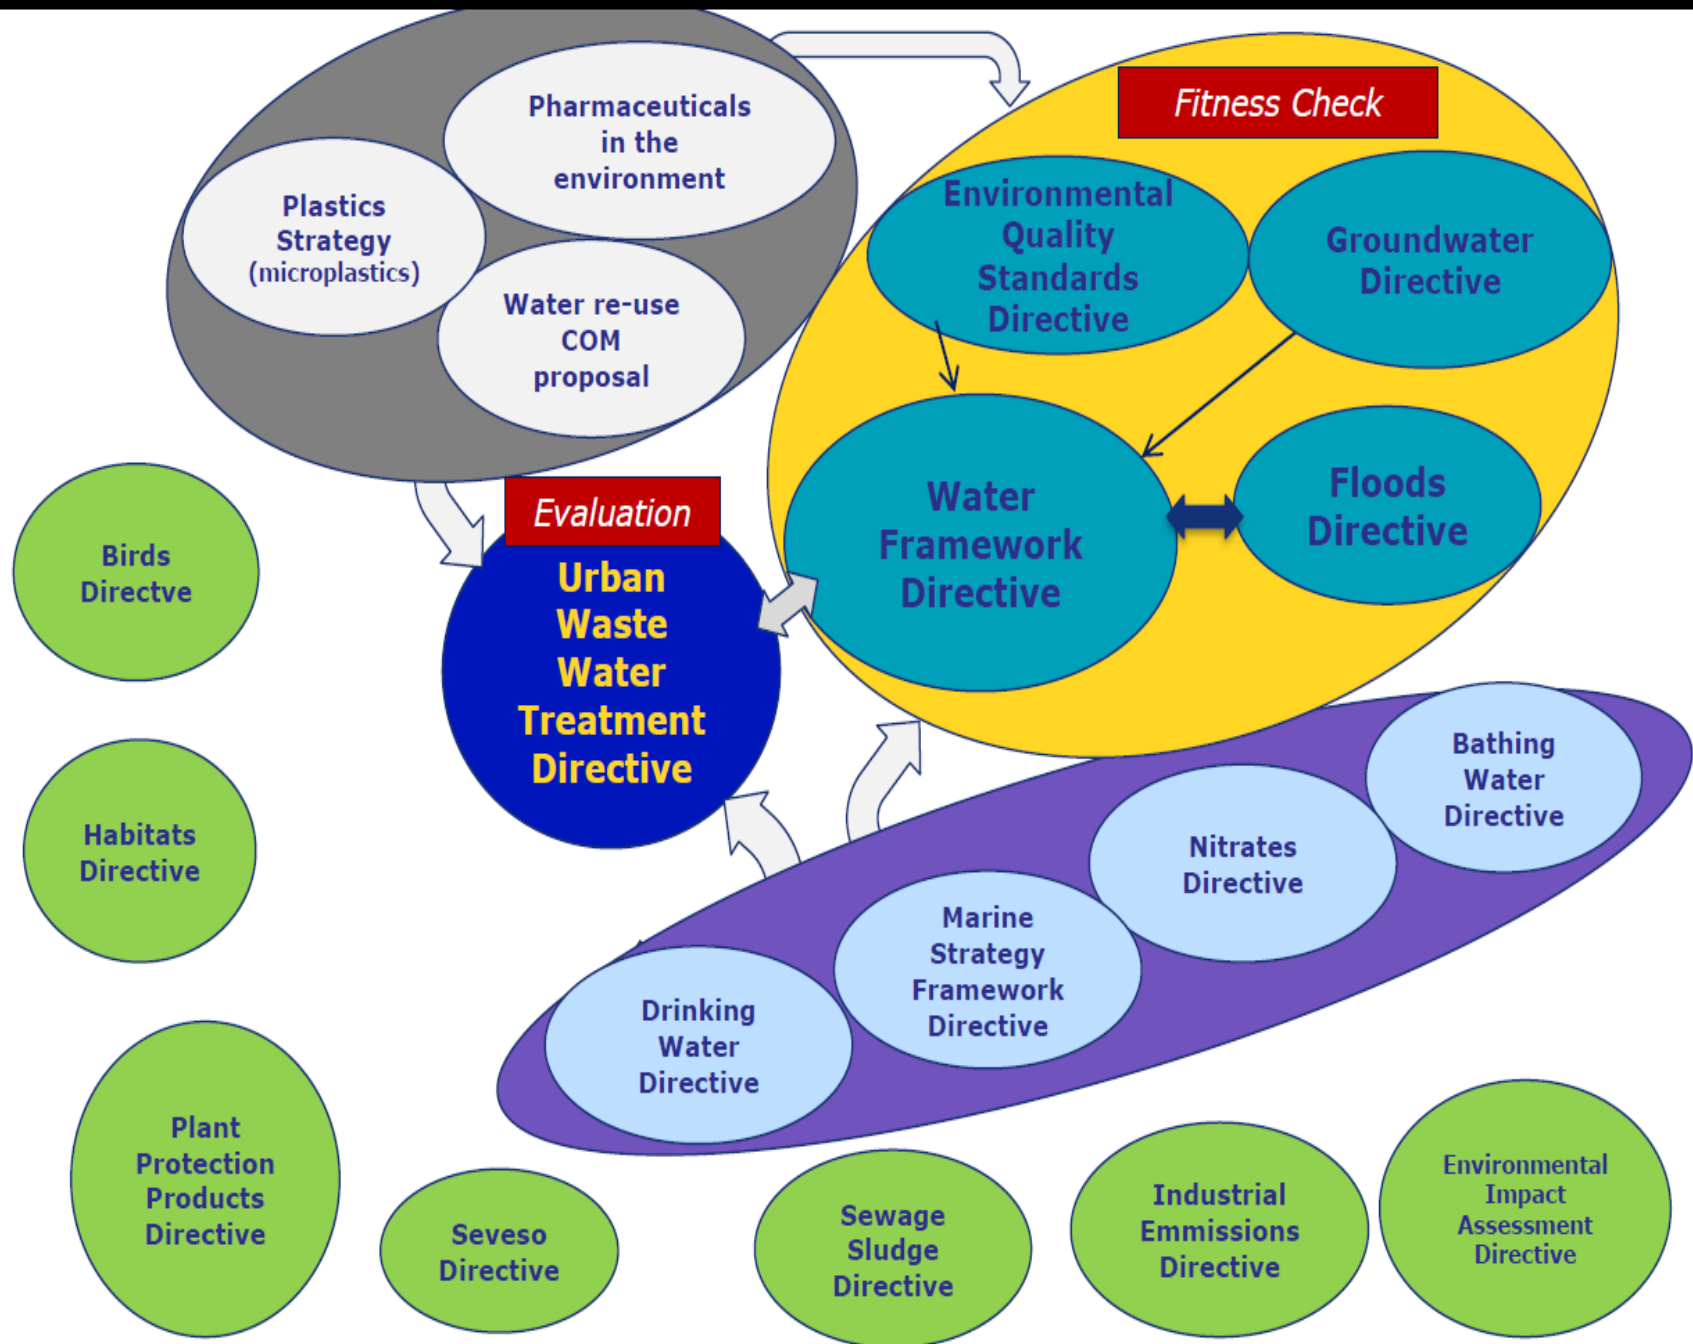 Pharmaceuticals
in the
environment
Plastics
Strategy
(microplastics)
Water re-use
COM
proposal
Fitness Check
Environmental
Quality
Standards
Directive
Groundwater
Directive
Water
Framework
Directive
Floods
Directive
Evaluation
Urban
Waste
Water
Treatment
Directive
Birds
Directve
Habitats
Directive
Bathing
Water
Directive
Nitrates
Directive
Marine
Strategy
Framework
Directive
Drinking
Water
Directive
Plant
Protection
Products
Directive
Seveso
Directive
Sewage
Sludge
Directive
Industrial
Emmissions
Directive
Environmental
Impact
Assessment
Directive